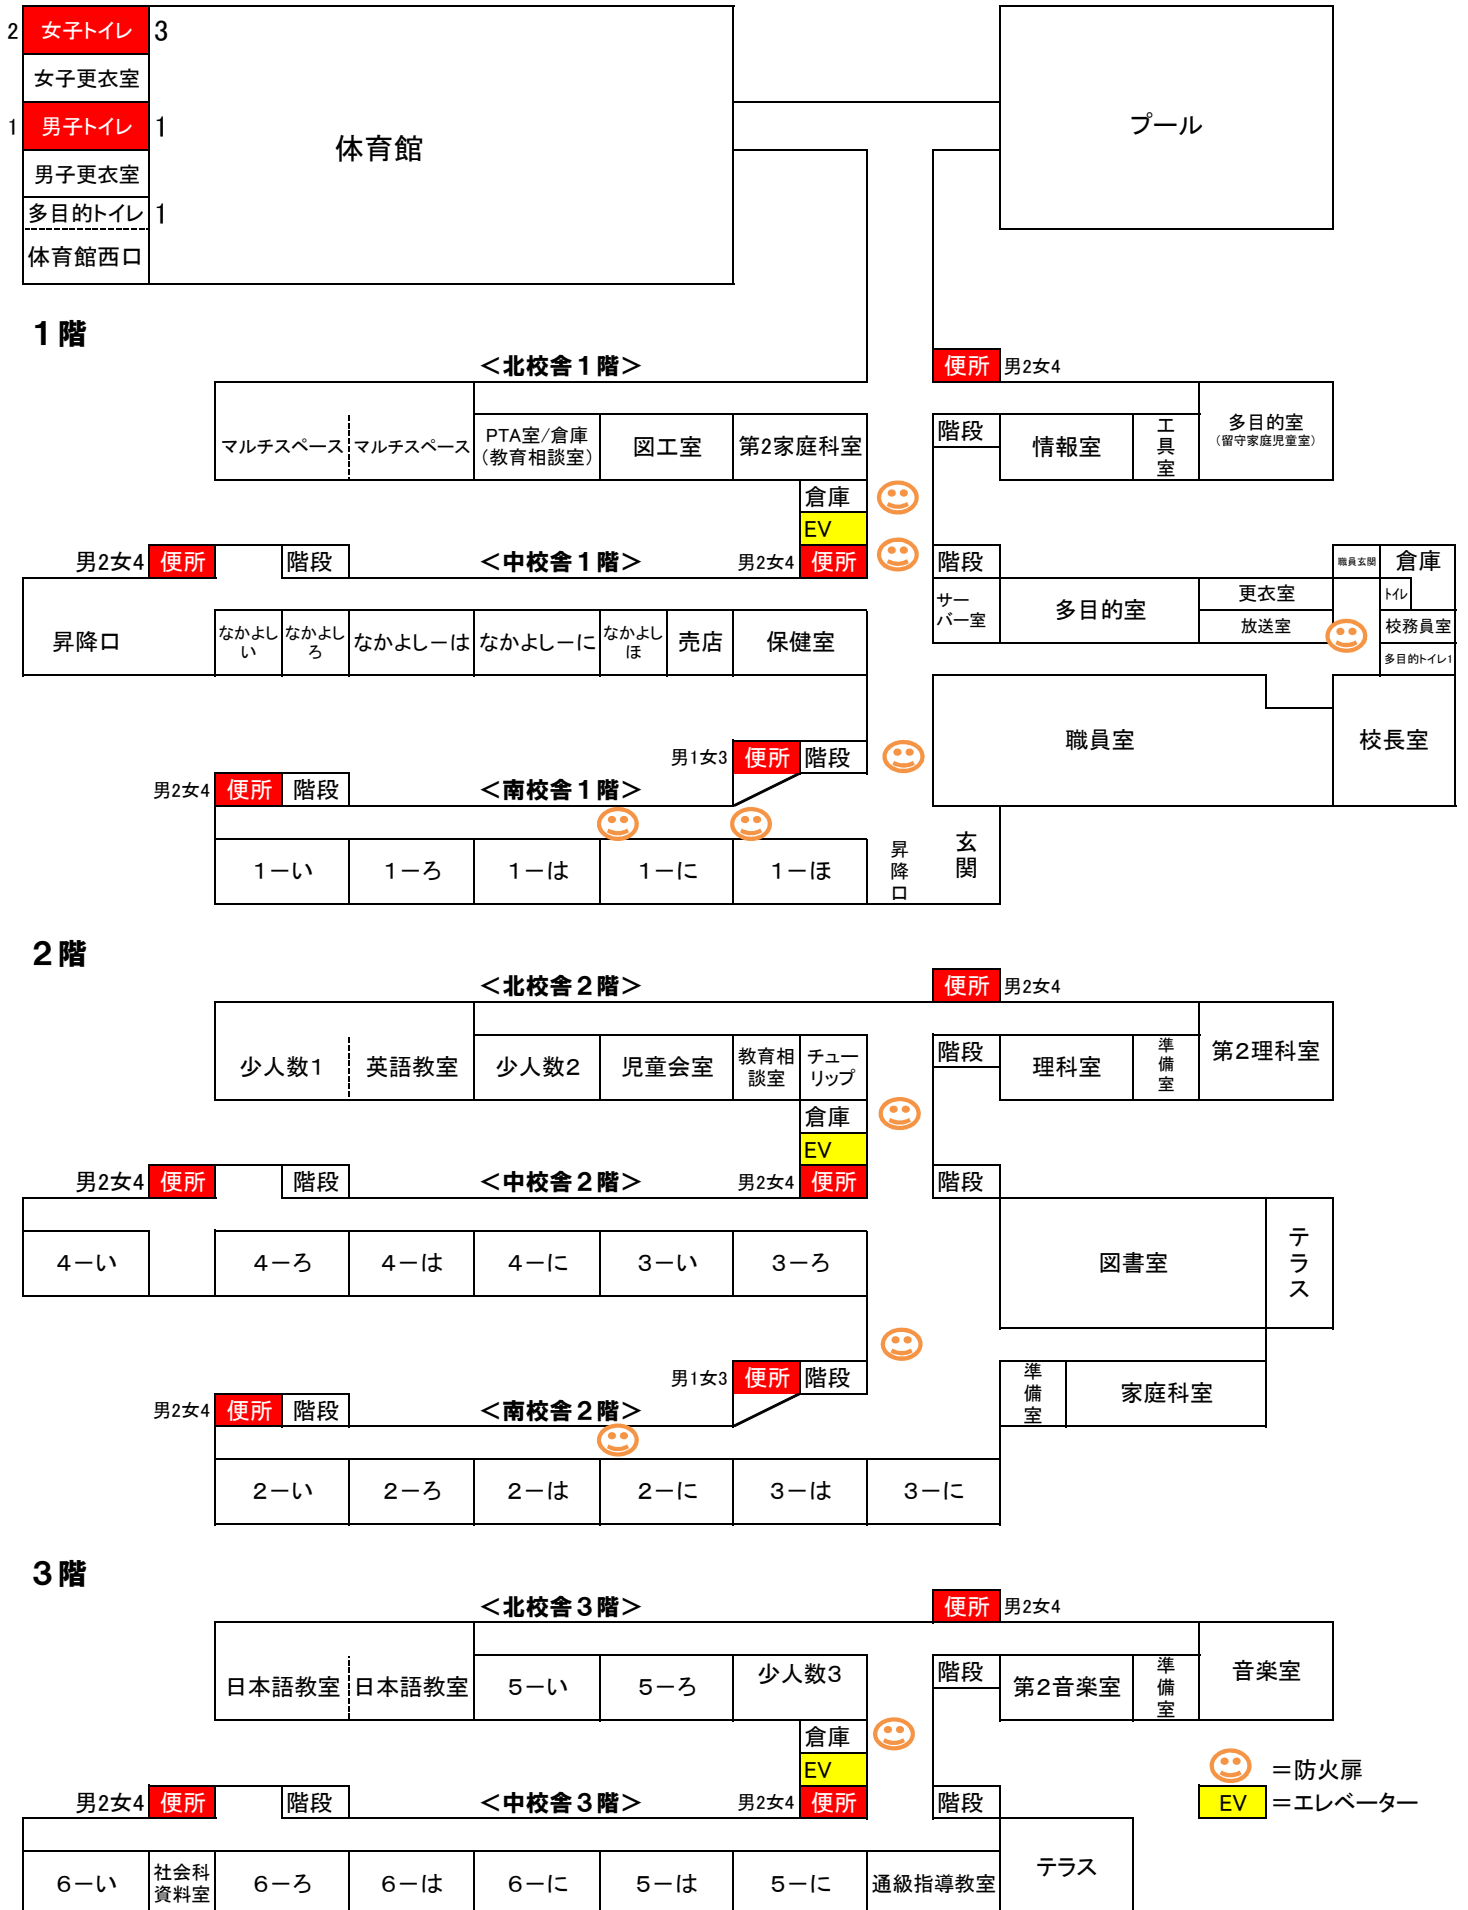 2 女子トイレ 3
女子更衣室
1 男子トイレ 1
体育館
プール
男子更衣室
多目的トイレ 1
体育館西口
1階
＜北校舎1階＞
便所 男2女4
マルチスペース マルチスペース
PTA室/倉庫
(教育相談室)
図工室
第2家庭科室
階段
情報室
工具室
多目的室
(留守家庭児童室)
倉庫
EV
男2女4 便所 階段
＜中校舎1階＞
男2女4 便所
階段
職員玄関
倉庫
昇降口
なかよし
い
なかよし
ろ
なかよしーは
なかよしーに
なかよし
ほ
売店
保健室
サー
バー室
多目的室
更衣室
放送室
トイレ
校務員室
多目的トイレ1
職員室
校長室
男1女3 便所 階段
男2女4 便所 階段
＜南校舎1階＞
1ーい 1ーろ 1ーは 1ーに 1ーほ
昇降口
玄関
2階
＜北校舎2階＞
便所 男2女4
少人数1 英語教室 少人数2 児童会室
教育相
談室
チュー
リップ
階段
理科室
準備室
第2理科室
倉庫
EV
男2女4 便所 階段
＜中校舎2階＞
男2女4 便所
階段
4ーい 4ーろ 4ーは 4ーに 3ーい 3ーろ
図書室
テラス
男1女3 便所 階段
準備室
家庭科室
男2女4 便所 階段
＜南校舎2階＞
2ーい 2ーろ 2ーは 2ーに 3ーは 3ーに
3階
＜北校舎3階＞
便所 男2女4
日本語教室 日本語教室 5ーい 5ーろ 少人数3
階段
第2音楽室
準備室
音楽室
倉庫
EV
＝防火扉
男2女4 便所 階段
＜中校舎3階＞
男2女4 便所
階段
EV ＝エレベーター
6ーい
社会科
資料室
6ーろ 6ーは 6ーに 5ーは 5ーに 通級指導教室
テラス